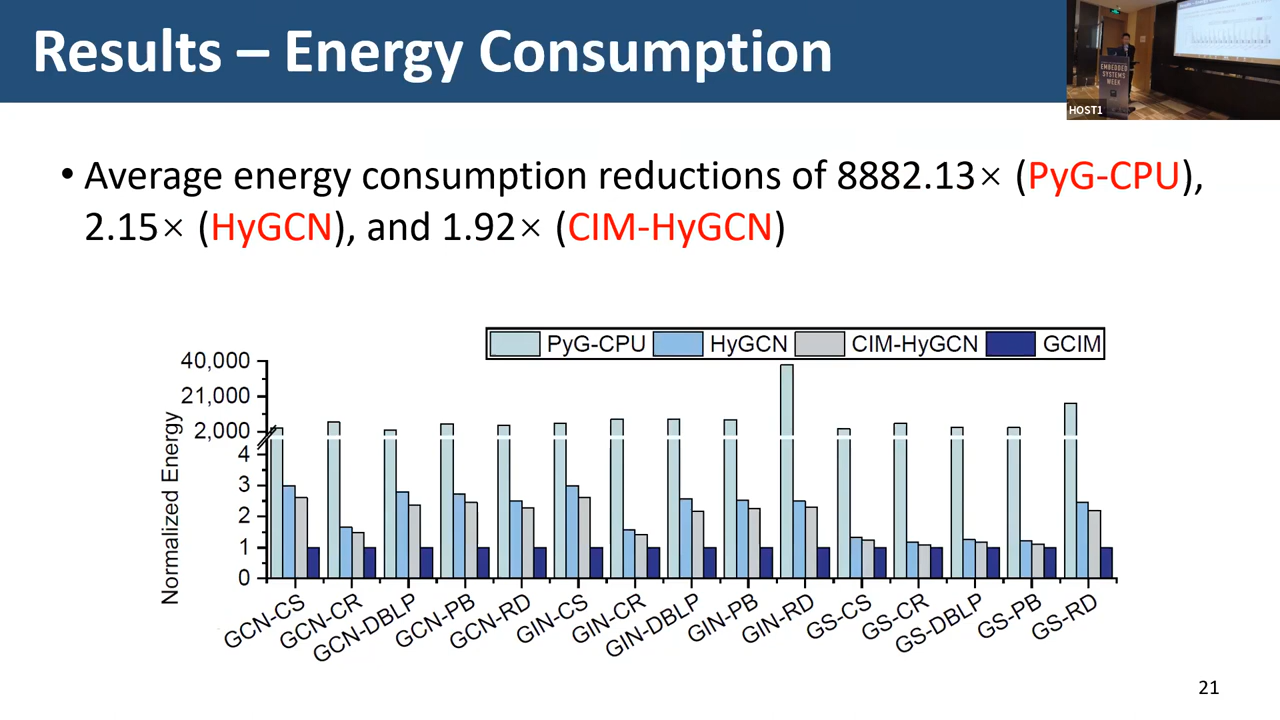 Results – Energy Consumption
EMBEDDED
SYSTEMS
WEEK
HOST1
• Average energy consumption reductions of 8882.13× (PyG-CPU),
2.15× (HyGCN), and 1.92× (CIM-HyGCN)
PyG-CPU HyGCN CIM-HyGCN GCIM
Normalized Energy
40,000
21,000
2,000
4
3
2
1
0
GCN-CS GCN-CR GCN-DBLP GCN-PB GCN-RD GIN-CS GIN-CR GIN-DBLP GIN-PB GIN-RD GS-CS GS-CR GS-DBLP GS-PB GS-RD
21